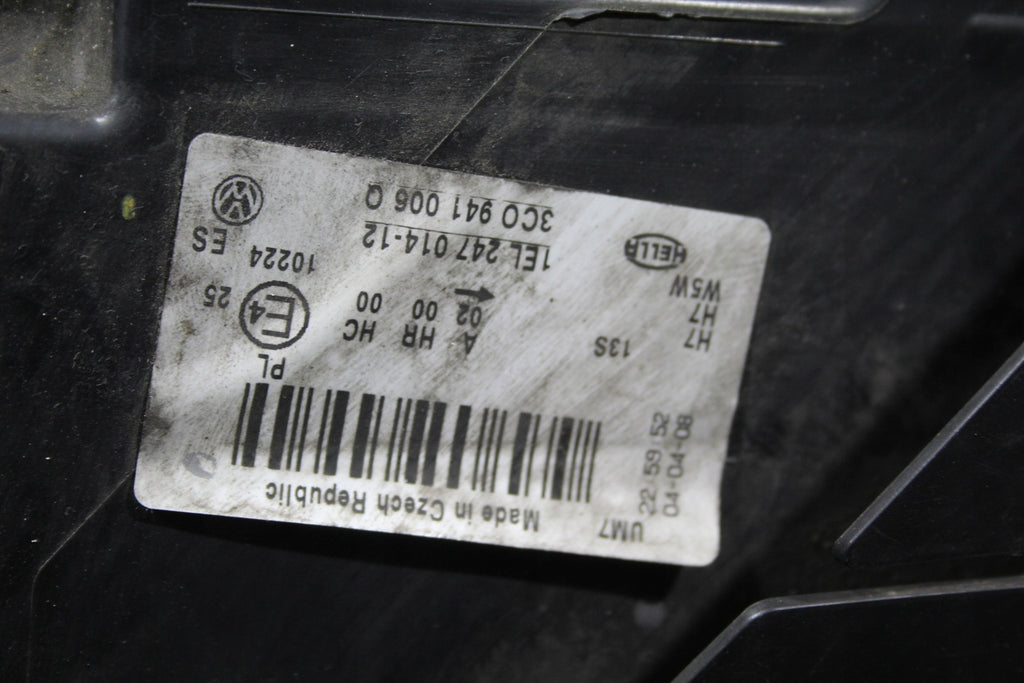 UM7
Made in Czech Republic
04-04-08
22 59 52
PL
H7
H7
W5W
13S
A HR HC
02 00 00
E4
25
10224
HELLA
1EL 247 014-12
ES
3C0 941 006 Q
VW